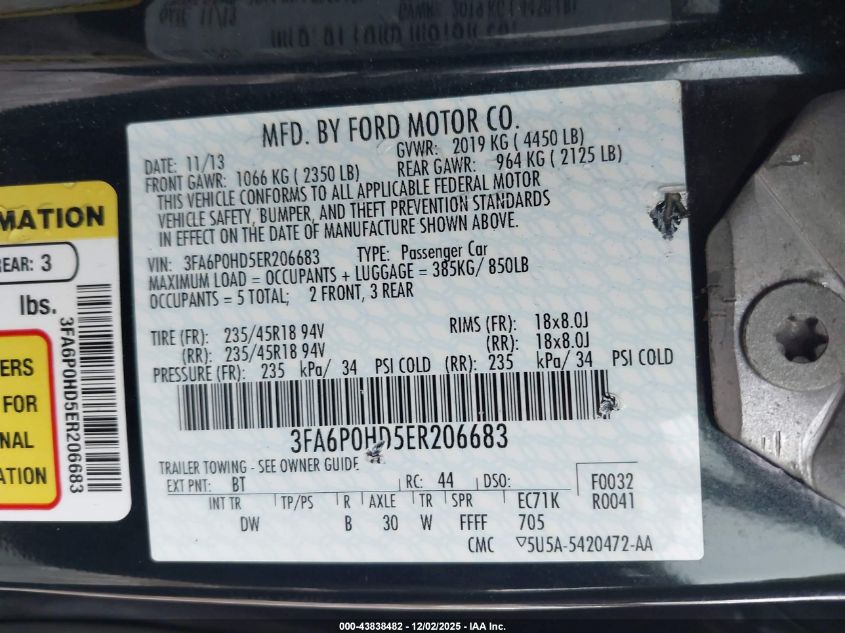 MFD. BY FORD MOTOR CO.
DATE: 11/13 GVWR: 2019 KG ( 4450 LB)
FRONT GAWR: 1066 KG ( 2350 LB) REAR GAWR: 964 KG ( 2125 LB)
THIS VEHICLE CONFORMS TO ALL APPLICABLE FEDERAL MOTOR
VEHICLE SAFETY, BUMPER, AND THEFT PREVENTION STANDARDS
IN EFFECT ON THE DATE OF MANUFACTURE SHOWN ABOVE.
VIN: 3FA6P0HD5ER206683 TYPE: Passenger Car
MAXIMUM LOAD = OCCUPANTS + LUGGAGE = 385KG/ 850LB
OCCUPANTS = 5 TOTAL; 2 FRONT, 3 REAR
TIRE (FR): 235/45R18 94V RIMS (FR): 18x8.0J
(RR): 235/45R18 94V (RR): 18x8.0J
PRESSURE (FR): 235 kPa/ 34 PSI COLD (RR): 235 kPa/ 34 PSI COLD
3FA6P0HD5ER206683
TRAILER TOWING - SEE OWNER GUIDE
EXT PNT: BT RC: 44 DSO: F0032
INT TR TP/PS R AXLE TR SPR EC71K R0041
DW B 30 W FFFF 705
CMC ▽5U5A-5420472-AA
MATION
REAR: 3
lbs.
3FA6P0HD5ER206683
ERS
FOR
NAL
ATION
000-43838482 - 12/02/2025 - IAA Inc.